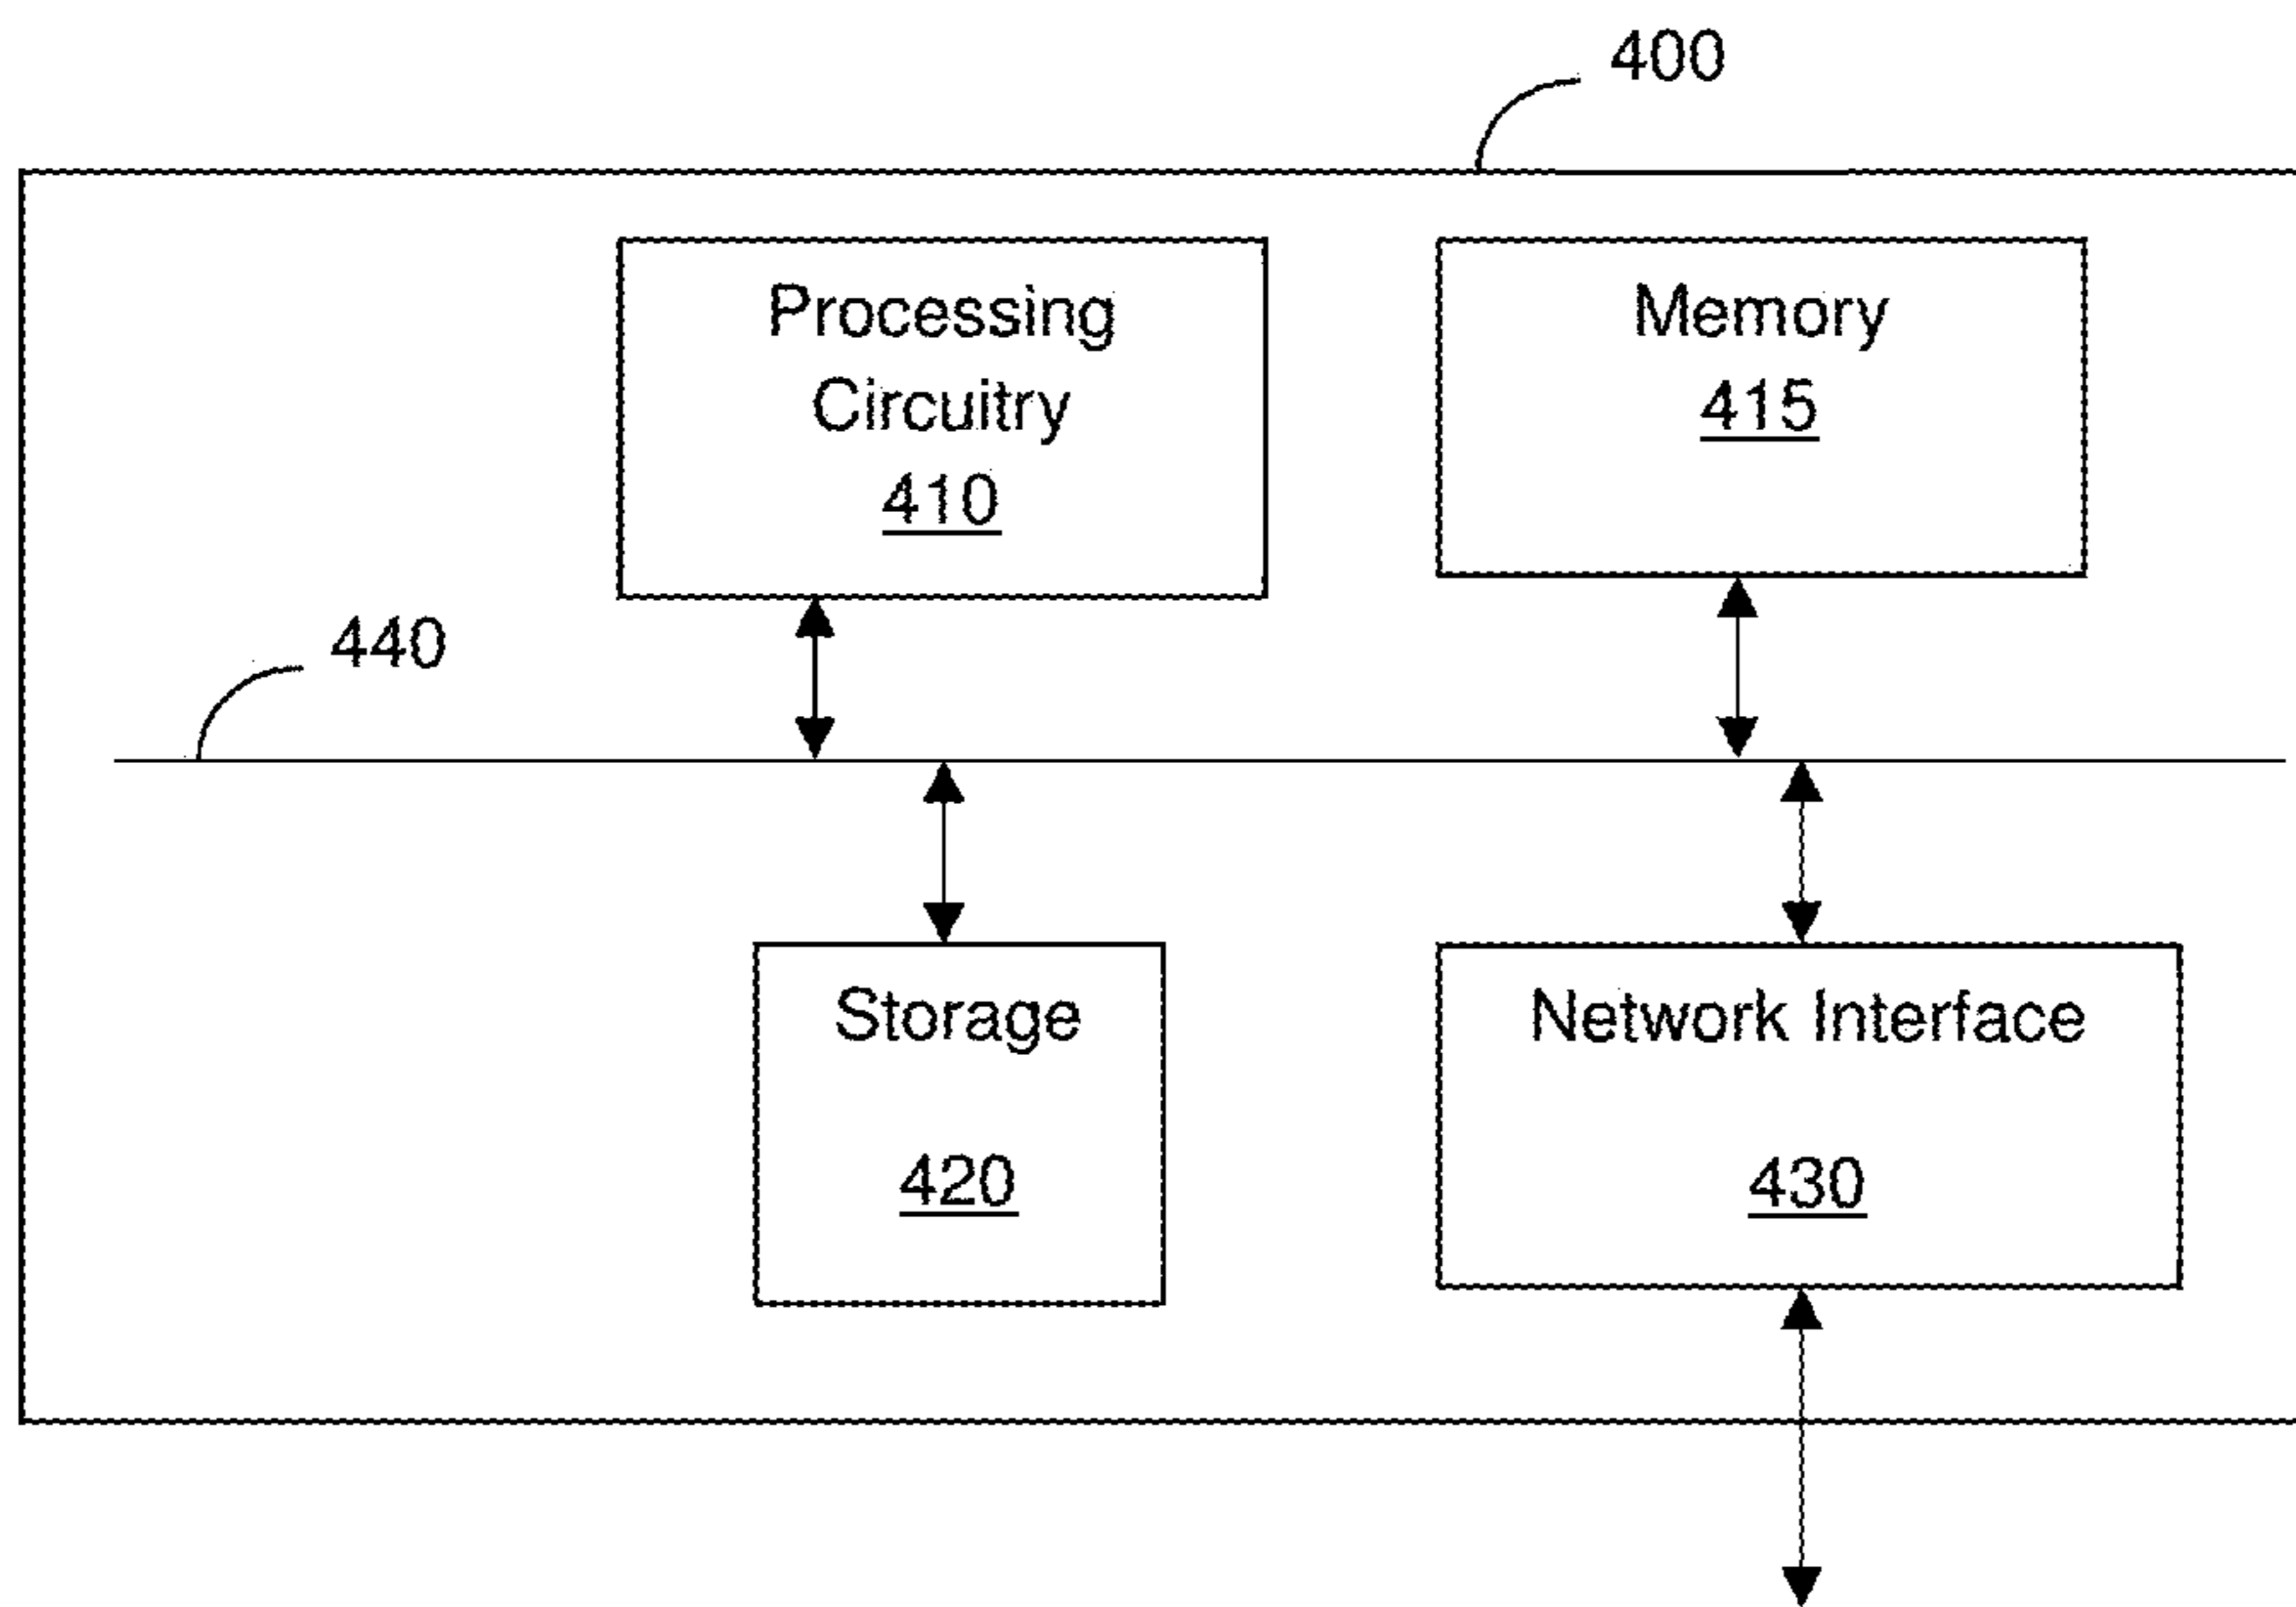 400
Processing
Circuitry
410
Memory
415
440
Storage
420
Network Interface
430